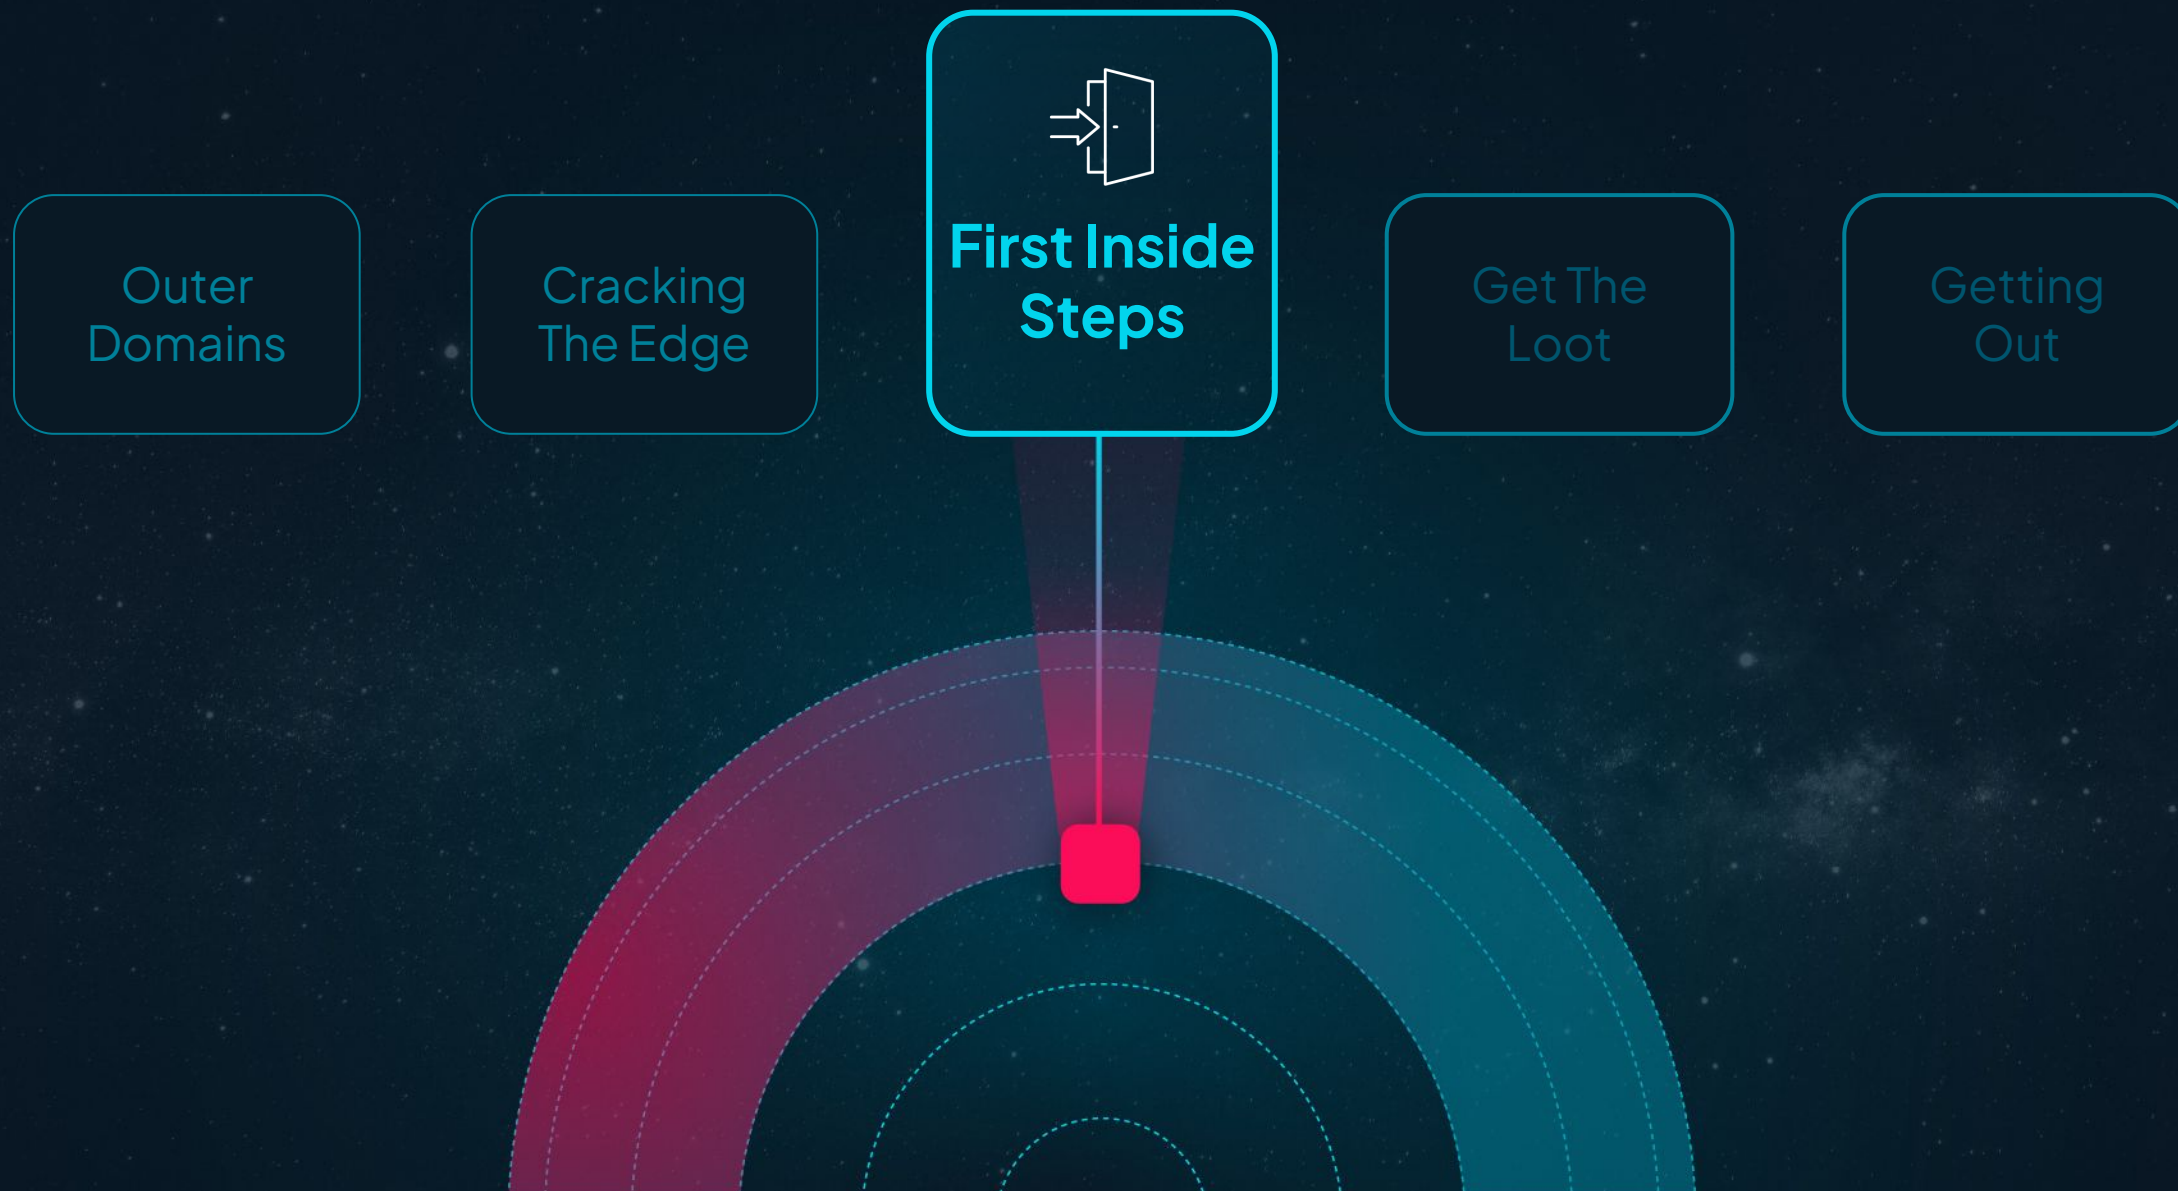 Outer
Domains
Cracking
The Edge
First Inside
Steps
Get The
Loot
Getting
Out